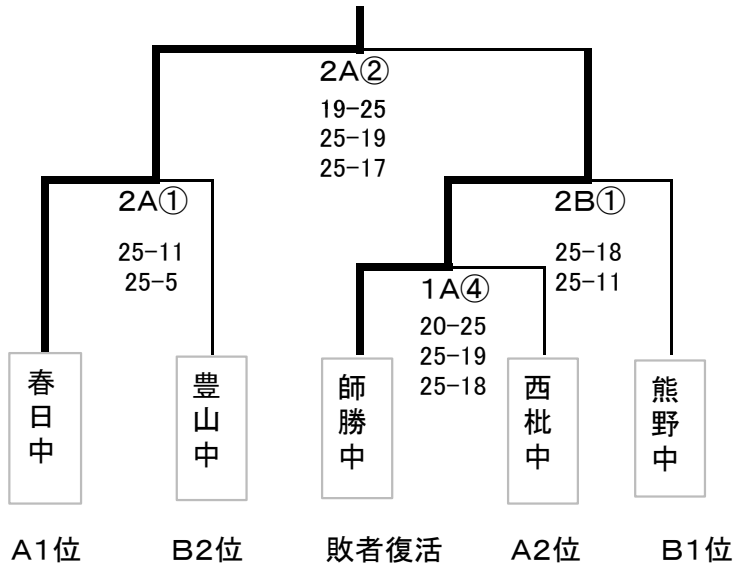 2A②
19-25
25-19
25-17
2A①
25-11
25-5
2B①
25-18
25-11
1A④
20-25
25-19
25-18
春日中
豊山中
師勝中
西枇中
熊野中
A1位
B2位
敗者復活
A2位
B1位